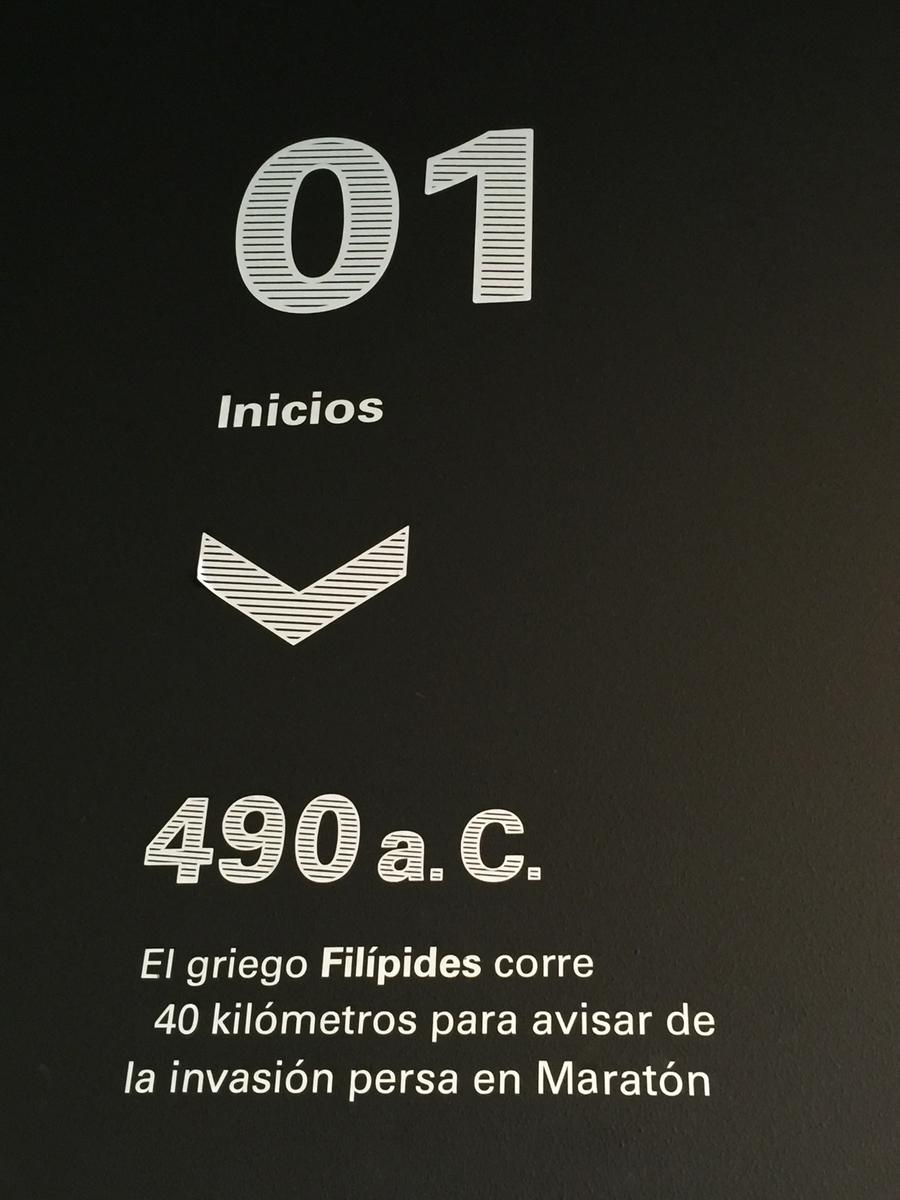 01
Inicios
490 a. C.
El griego Filípides corre
40 kilómetros para avisar de
la invasión persa en Maratón